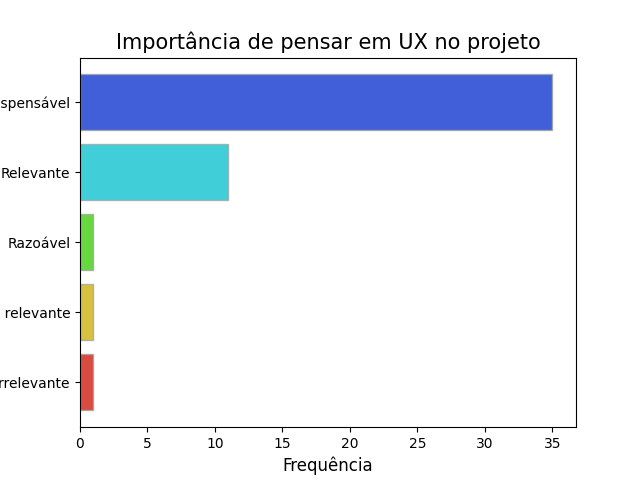 Importância de pensar em UX no projeto
spensável
Relevante
Razoável
relevante
rrelevante
0 5 10 15 20 25 30 35
Frequência